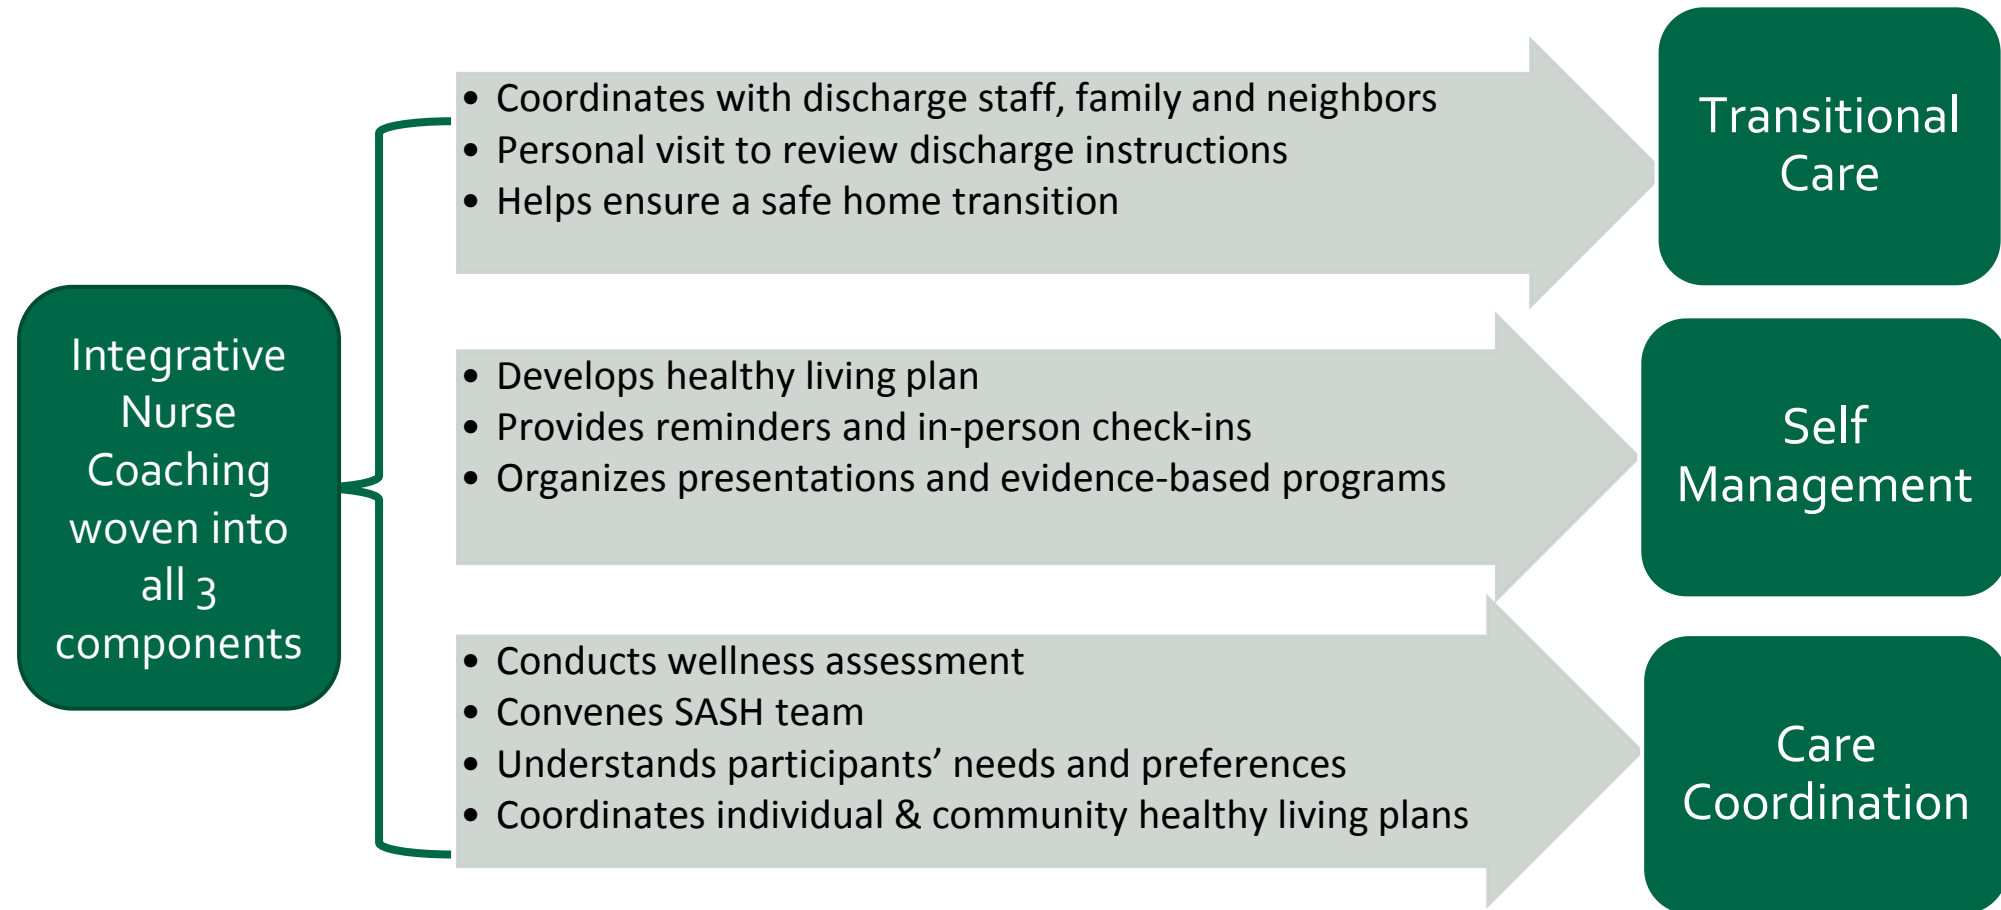 Integrative
Nurse
Coaching
woven into
all 3
components
• Coordinates with discharge staff, family and neighbors
• Personal visit to review discharge instructions
• Helps ensure a safe home transition
Transitional
Care
• Develops healthy living plan
• Provides reminders and in-person check-ins
• Organizes presentations and evidence-based programs
Self
Management
• Conducts wellness assessment
• Convenes SASH team
• Understands participants’ needs and preferences
• Coordinates individual & community healthy living plans
Care
Coordination